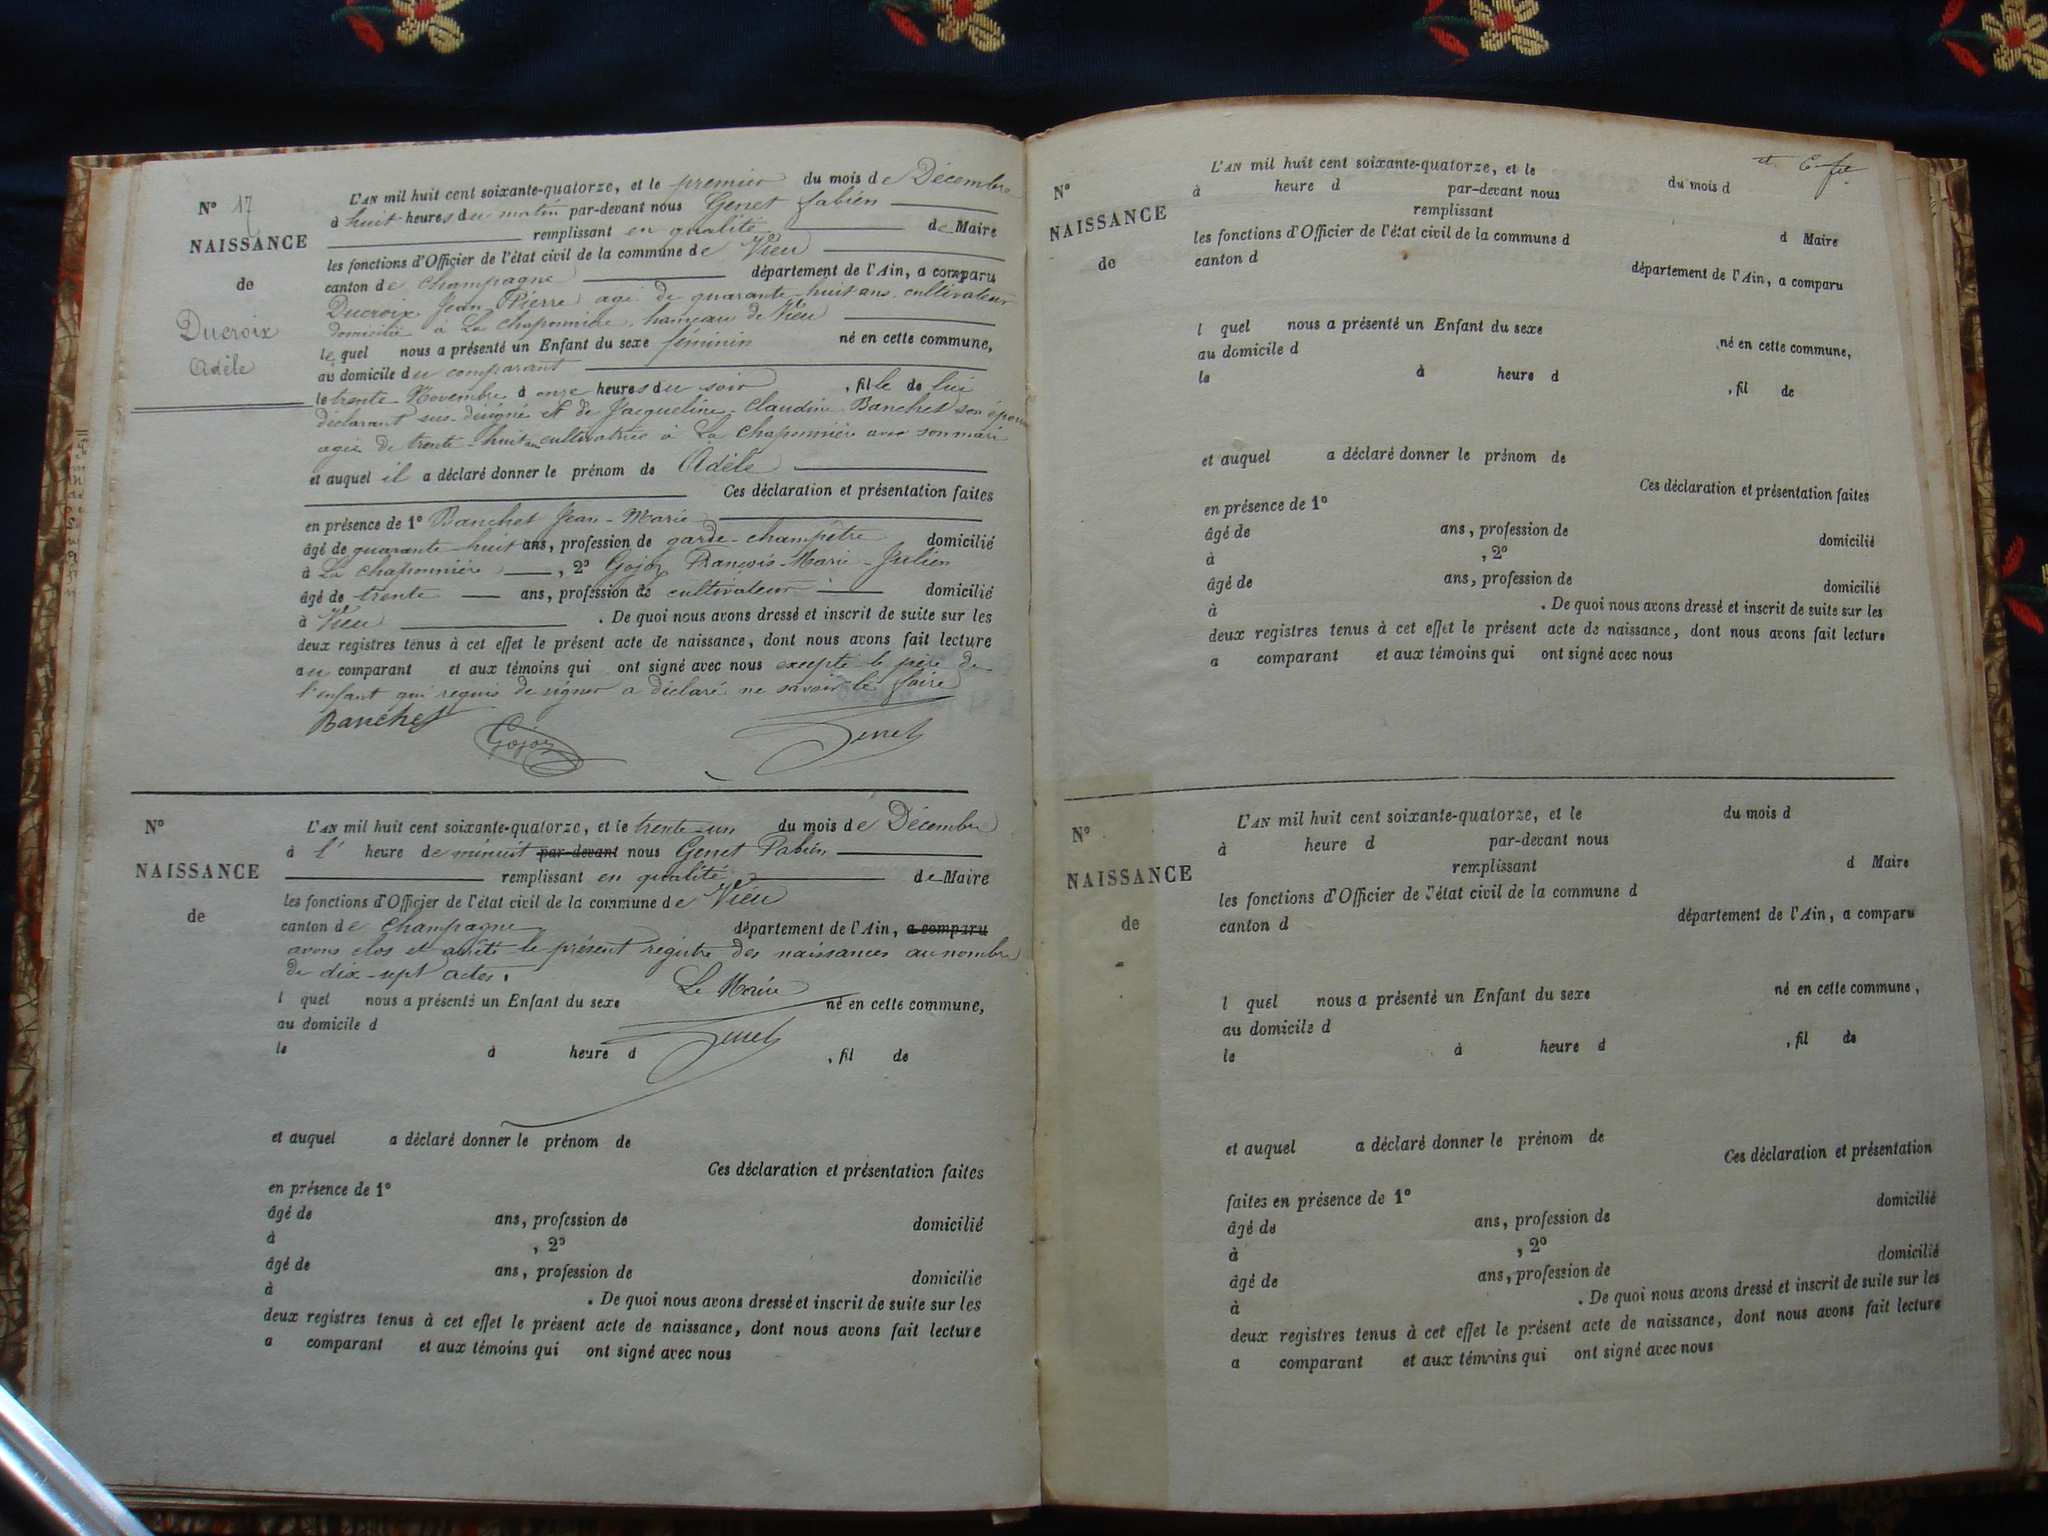 N° 17
NAISSANCE
de
Ducroix
Adèle
L'AN mil huit cent soixante-quatorze, et le premier du mois de Décembre
à huit heures du matin par-devant nous Genet fabien
remplissant en qualité de Maire
les fonctions d'Officier de l'état civil de la commune de Vieu
canton de Champagne département de l'Ain, a comparu
Ducroix Jean Pierre agé de quarante-huit ans, cultivateur
domicilié à La Chaponnière, hameau de Vieu
le quel nous a présenté un Enfant du sexe féminin né en cette commune,
au domicile du comparant
le trente Novembre à onze heures du soir, fille de lui
déclarant sus-désigné et de Jacqueline-Claudine Banchet son épouse
agée de trente-huit ans cultivatrice à La Chaponnière avec son mari
et auquel il a déclaré donner le prénom de Adèle
Ces déclaration et présentation faites
en présence de 1° Banchet Jean-Marie
âgé de quarante-huit ans, profession de garde-champêtre domicilié
à La Chaponnière, 2° Gojoz François-Marie-Julien
âgé de trente ans, profession de cultivateur domicilié
à Vieu. De quoi nous avons dressé et inscrit de suite sur les
deux registres tenus à cet effet le présent acte de naissance, dont nous avons fait lecture
au comparant et aux témoins qui ont signé avec nous excepté le père de
l'enfant qui requis de signer a déclaré ne savoir le faire
Banchet Gojoz Genet
N°
NAISSANCE
de
L'AN mil huit cent soixante-quatorze, et le trente-un du mois de Décembre
à l' heure de minuit par-devant nous Genet Fabien
remplissant en qualité de Maire
les fonctions d'Officier de l'état civil de la commune de Vieu
canton de Champagne département de l'Ain, a comparu
avons clos et arrêté le présent registre des naissances au nombre
de dix-sept actes.
Le Maire
l quel nous a présenté un Enfant du sexe né en cette commune,
au domicile d
Genet
le à heure d , fil de
et auquel a déclaré donner le prénom de
Ces déclaration et présentation faites
en présence de 1°
âgé de ans, profession de domicilié
à , 2°
âgé de ans, profession de domicilie
à . De quoi nous avons dressé et inscrit de suite sur les
deux registres tenus à cet effet le présent acte de naissance, dont nous avons fait lecture
a comparant et aux témoins qui ont signé avec nous
N°
NAISSANCE
de
L'AN mil huit cent soixante-quatorze, et le du mois d
à heure d par-devant nous
remplissant d Maire
les fonctions d'Officier de l'état civil de la commune d
canton d département de l'Ain, a comparu
l quel nous a présenté un Enfant du sexe né en cette commune,
au domicile d
le à heure d , fil de
et auquel a déclaré donner le prénom de
Ces déclaration et présentation faites
en présence de 1°
âgé de ans, profession de domicilié
à , 2°
âgé de ans, profession de domicilié
à . De quoi nous avons dressé et inscrit de suite sur les
deux registres tenus à cet effet le présent acte de naissance, dont nous avons fait lecture
a comparant et aux témoins qui ont signé avec nous
N°
NAISSANCE
de
L'AN mil huit cent soixante-quatorze, et le du mois d
à heure d par-devant nous
remplissant d Maire
les fonctions d'Officier de l'état civil de la commune d
canton d département de l'Ain, a comparu
l quel nous a présenté un Enfant du sexe né en cette commune,
au domicile d
le à heure d , fil de
et auquel a déclaré donner le prénom de
Ces déclaration et présentation
faites en présence de 1°
âgé de ans, profession de domicilié
à , 2°
âgé de ans, profession de domicilié
à . De quoi nous avons dressé et inscrit de suite sur les
deux registres tenus à cet effet le présent acte de naissance, dont nous avons fait lecture
a comparant et aux témoins qui ont signé avec nous